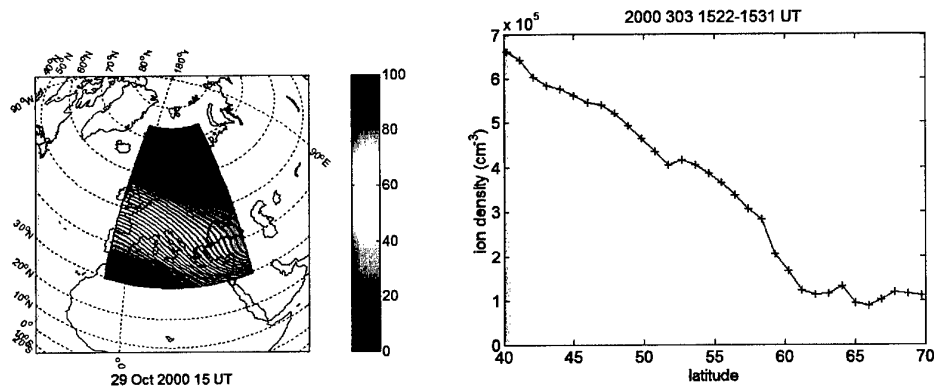 40°N
50°N
60°N
70°N
80°N
180°E
90°W
90°E
30°N
20°N
10°N
0°
10°S
20°S
0°
29 Oct 2000 15 UT
100
80
60
40
20
0
2000 303 1522-1531 UT
7 x 10⁵
6
5
4
3
2
1
0
ion density (cm⁻³)
40 45 50 55 60 65 70
latitude